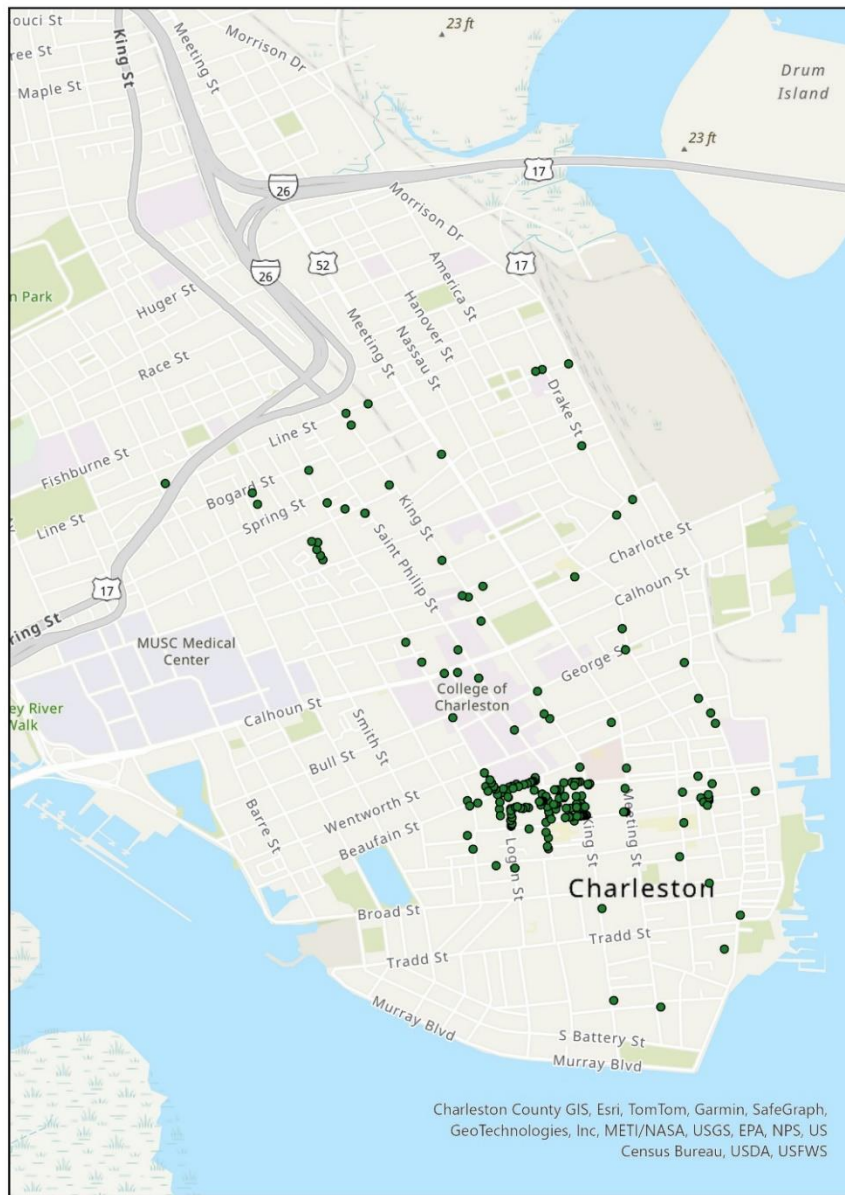 ouci St
ree St
Maple St
King St
Meeting St
Morrison Dr
23 ft
Drum
Island
23 ft
17
26
Morrison Dr
26
52
17
America St
n Park
Huger St
Hanover St
Nassau St
Meeting St
Race St
Drake St
Line St
Fishburne St
Bogard St
Line St
Spring St
King St
Saint Philip St
Charlotte St
Calhoun St
17
ring St
MUSC Medical
Center
George St
College of
Charleston
ey River
Walk
Calhoun St
Smith St
Bull St
Barre St
Wentworth St
Beaufain St
Logan St
King St
Meeting St
Charleston
Broad St
Tradd St
Tradd St
Murray Blvd
S Battery St
Murray Blvd
Charleston County GIS, Esri, TomTom, Garmin, SafeGraph,
GeoTechnologies, Inc, METI/NASA, USGS, EPA, NPS, US
Census Bureau, USDA, USFWS